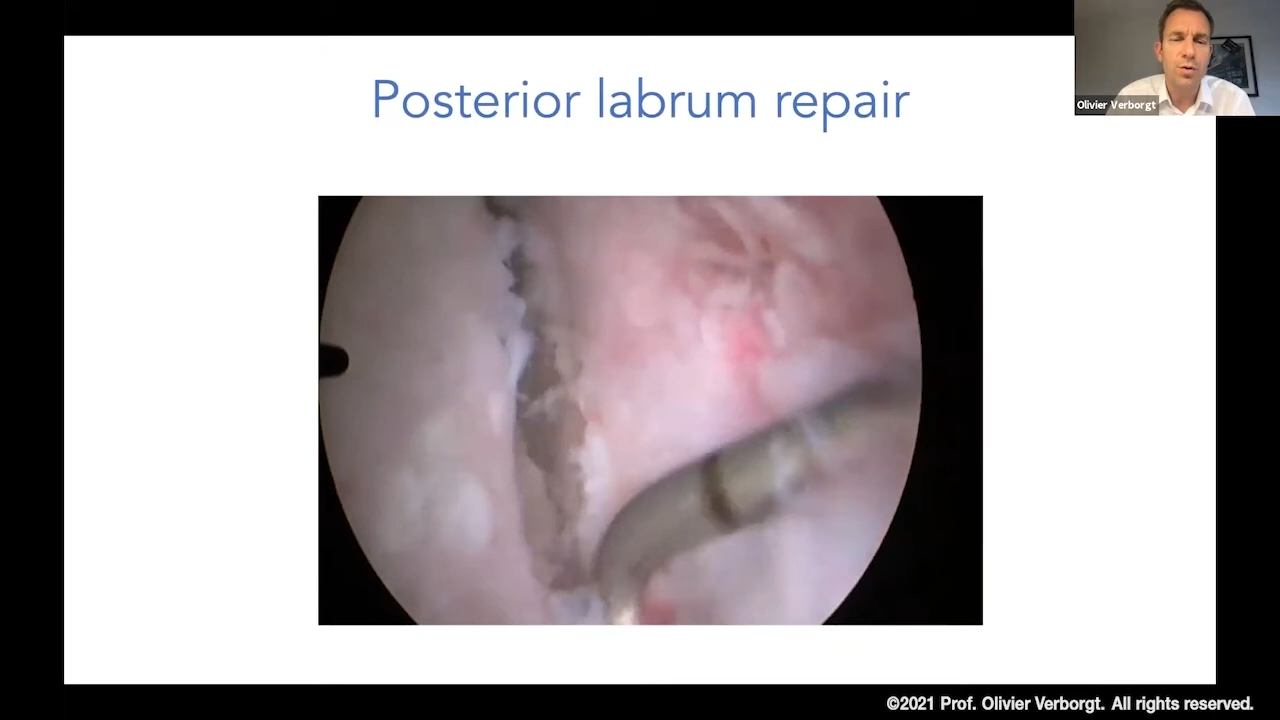 Posterior labrum repair
Olivier Verborgt
©2021 Prof. Olivier Verborgt. All rights reserved.